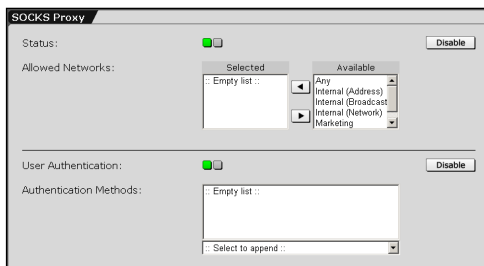 SOCKS Proxy
Status:
Disable
Allowed Networks:
Selected
Available
:: Empty list ::
Any
Internal (Address)
Internal (Broadcast
Internal (Network)
Marketing
User Authentication:
Disable
Authentication Methods:
:: Empty list ::
:: Select to append ::